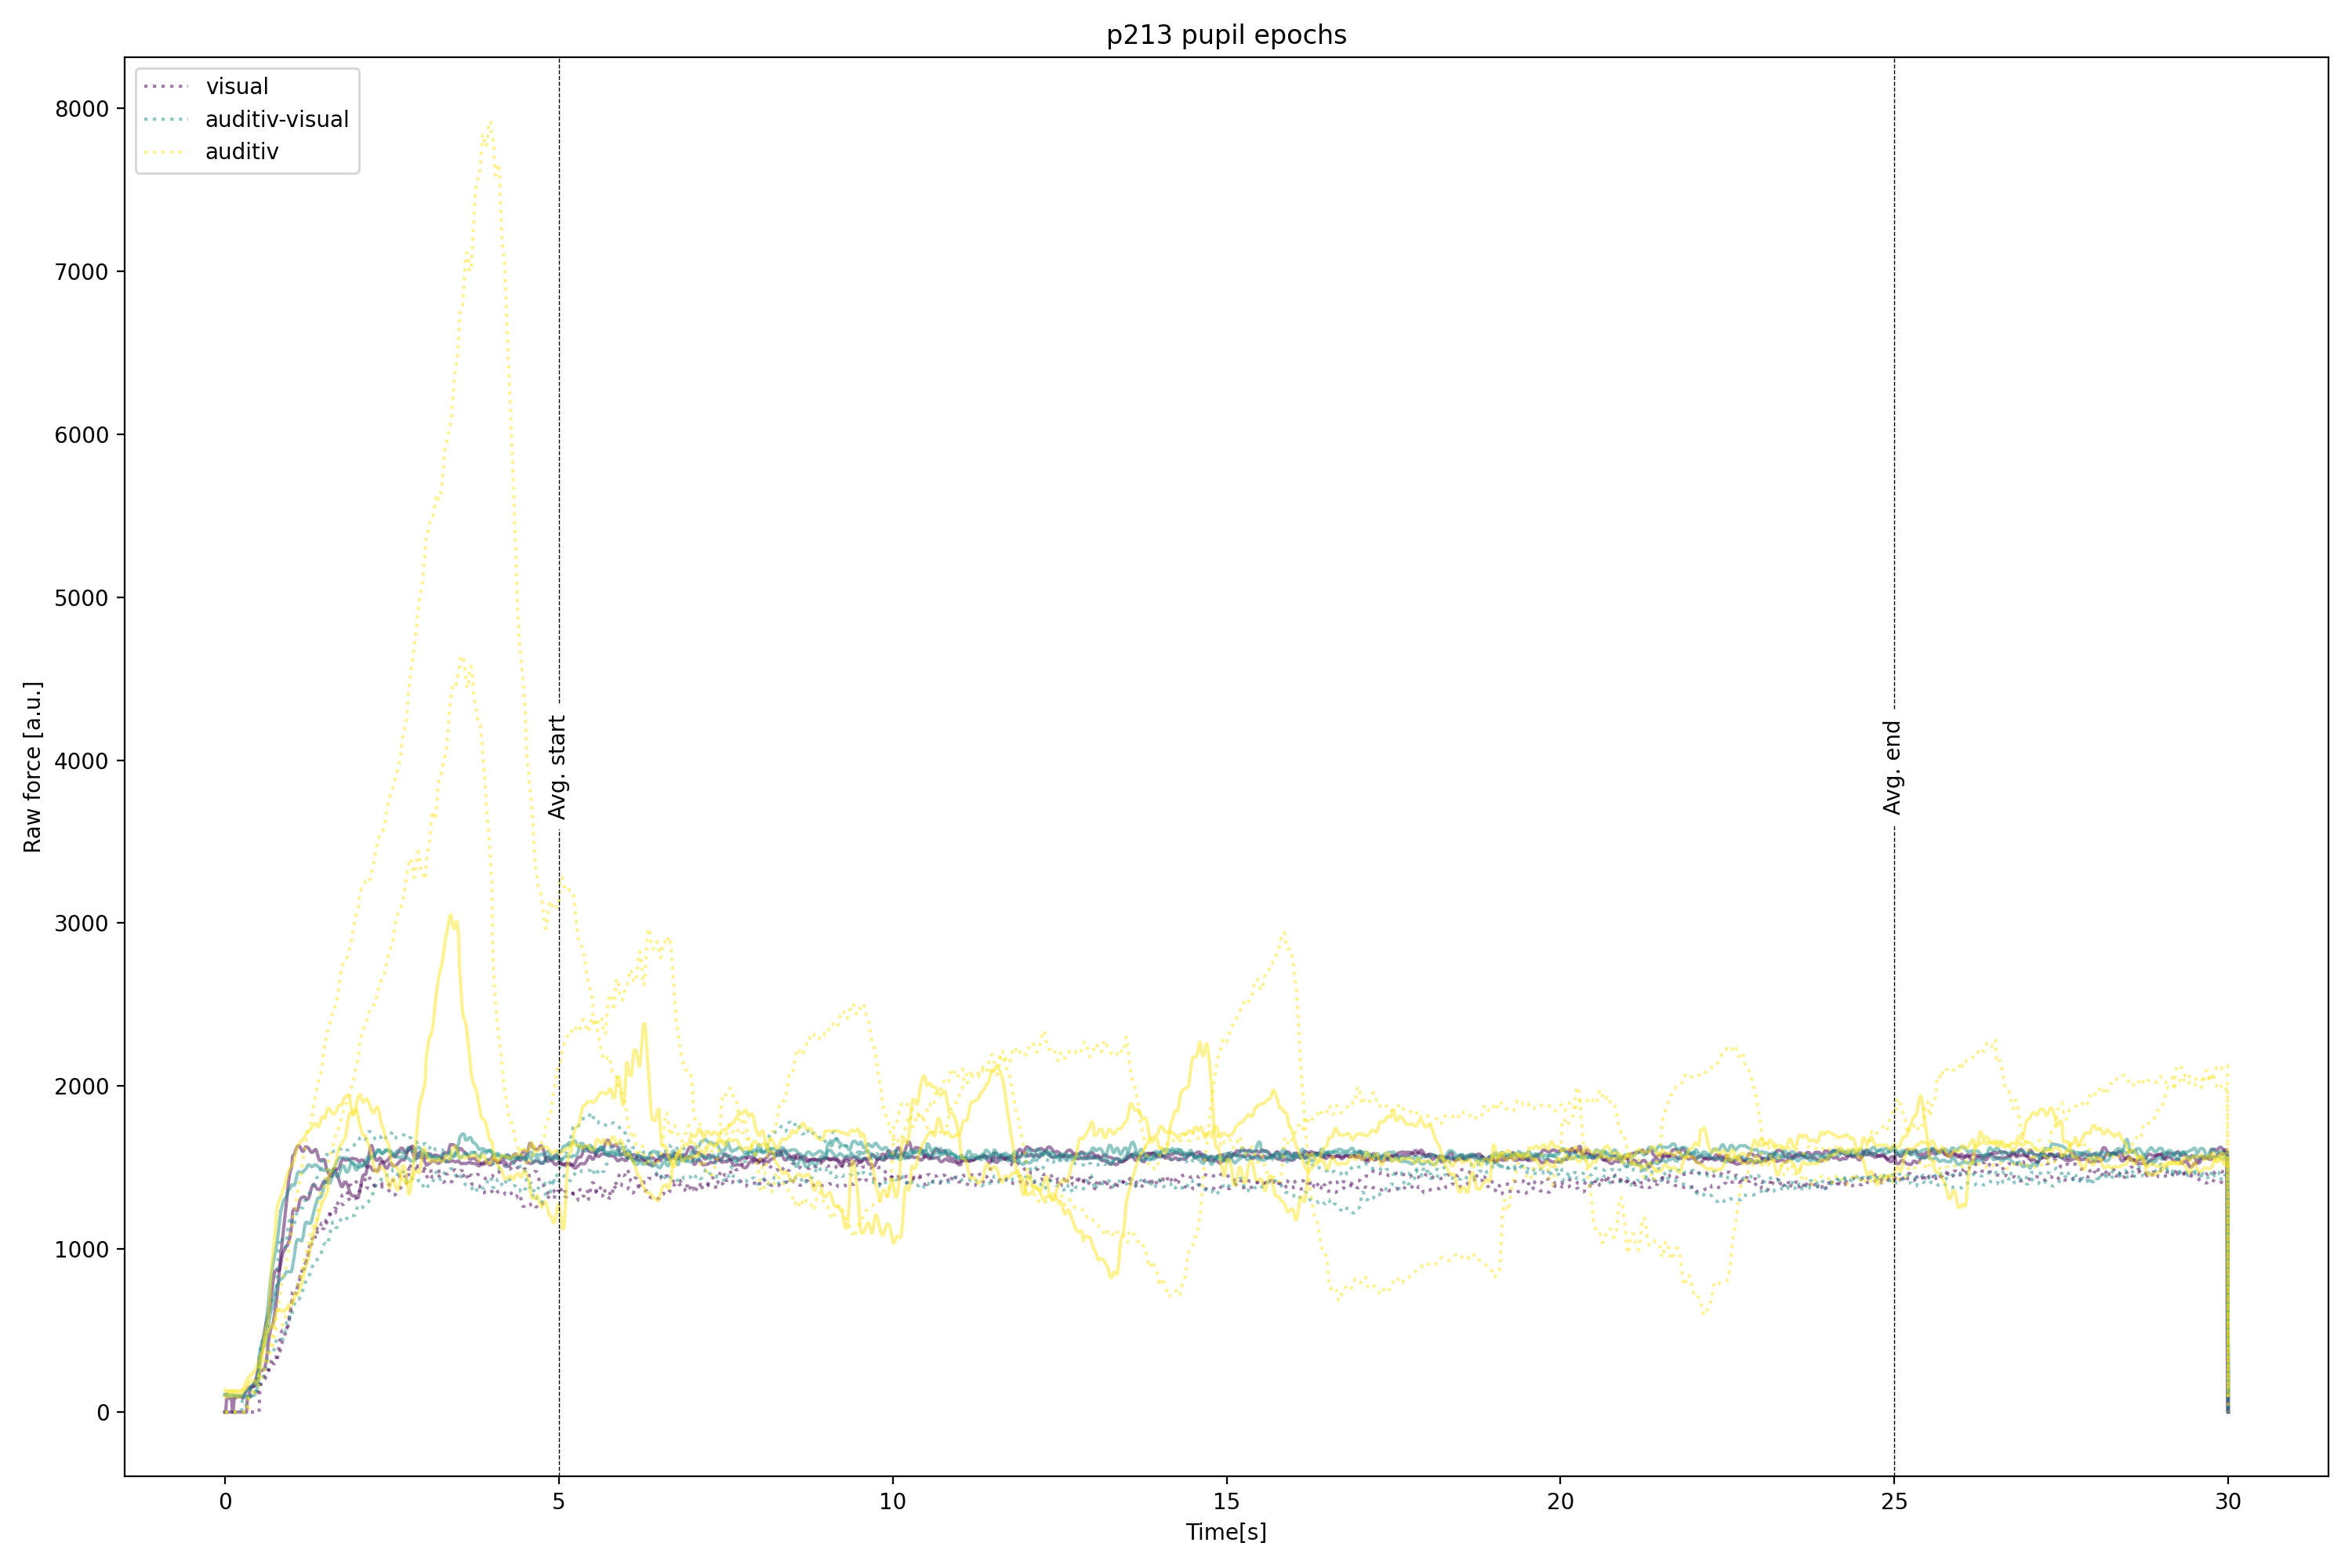 p213 pupil epochs
visual
auditiv-visual
auditiv
8000
7000
6000
5000
4000
3000
2000
1000
0
Raw force [a.u.]
Avg. start
Avg. end
0 5 10 15 20 25 30
Time[s]